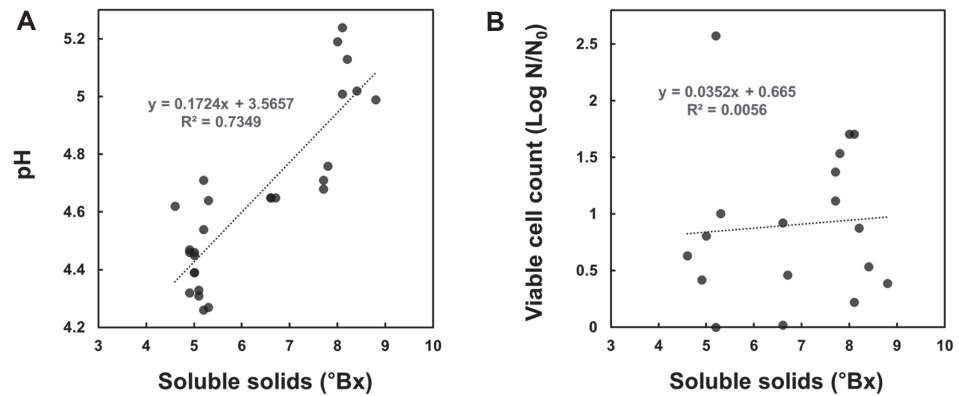 A
pH
5.2
5
4.8
4.6
4.4
4.2
y = 0.1724x + 3.5657
R² = 0.7349
3 4 5 6 7 8 9 10
Soluble solids (°Bx)
B
Viable cell count (Log N/N₀)
2.5
2
1.5
1
0.5
0
y = 0.0352x + 0.665
R² = 0.0056
3 4 5 6 7 8 9 10
Soluble solids (°Bx)